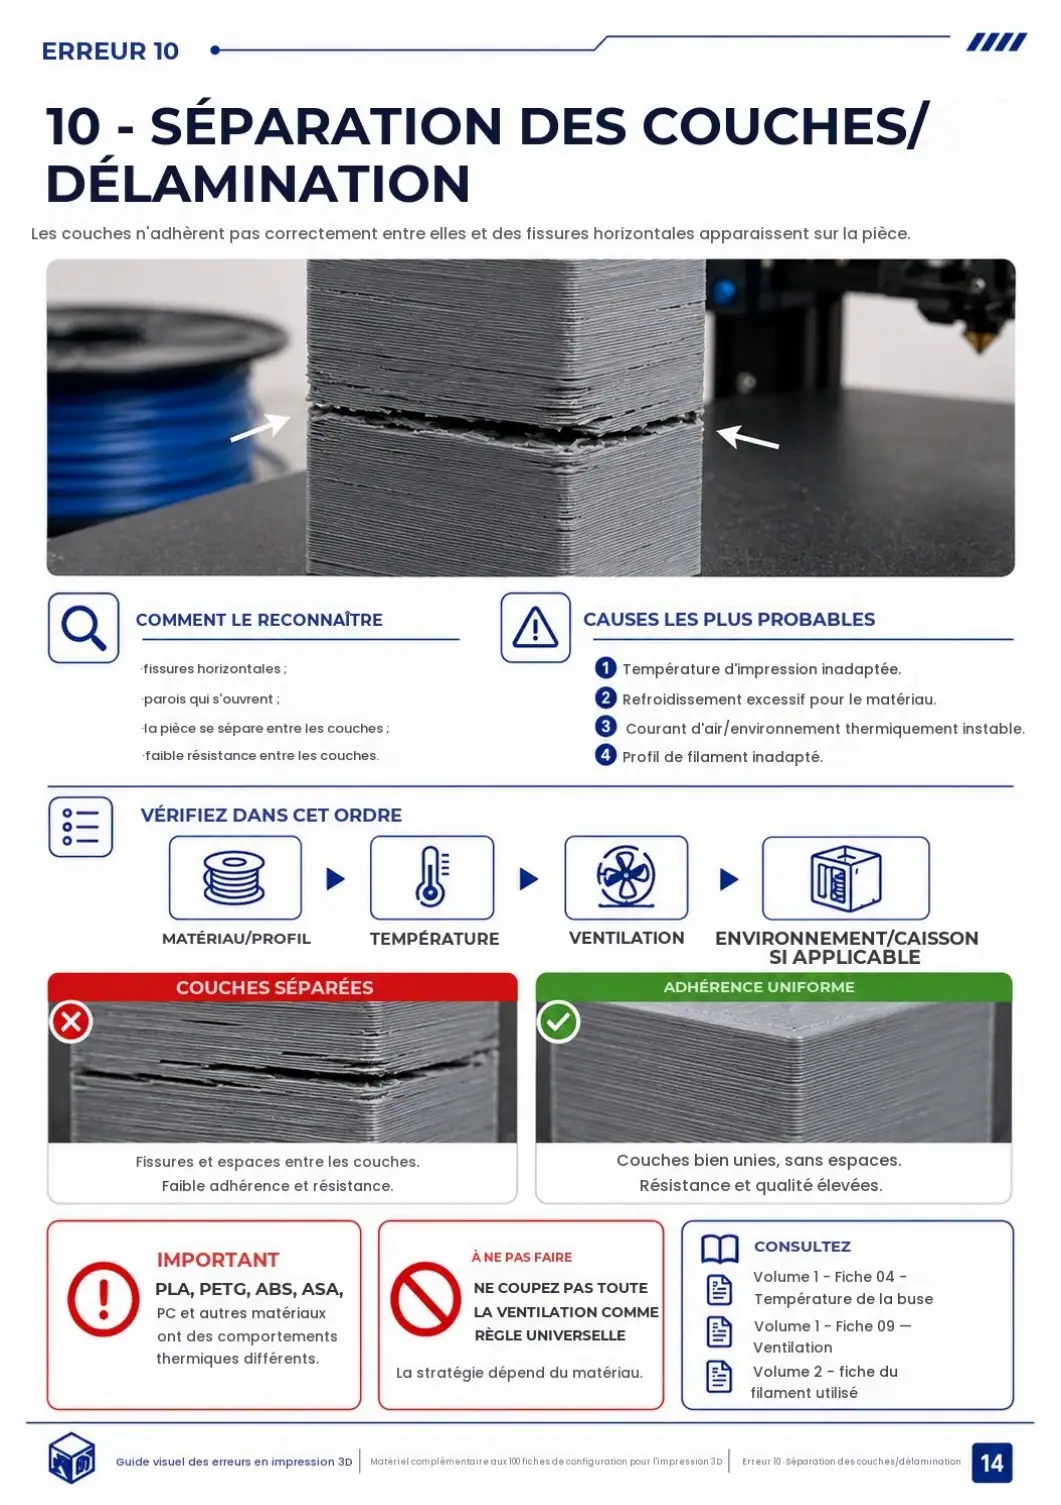 ERREUR 10
10 - SÉPARATION DES COUCHES/
DÉLAMINATION
Les couches n'adhèrent pas correctement entre elles et des fissures horizontales apparaissent sur la pièce.
COMMENT LE RECONNAÎTRE
·fissures horizontales ;
·parois qui s'ouvrent ;
·la pièce se sépare entre les couches ;
·faible résistance entre les couches.
CAUSES LES PLUS PROBABLES
1 Température d'impression inadaptée.
2 Refroidissement excessif pour le matériau.
3 Courant d'air/environnement thermiquement instable.
4 Profil de filament inadapté.
VÉRIFIEZ DANS CET ORDRE
MATÉRIAU/PROFIL
TEMPÉRATURE
VENTILATION
ENVIRONNEMENT/CAISSON
SI APPLICABLE
COUCHES SÉPARÉES
Fissures et espaces entre les couches.
Faible adhérence et résistance.
ADHÉRENCE UNIFORME
Couches bien unies, sans espaces.
Résistance et qualité élevées.
IMPORTANT
PLA, PETG, ABS, ASA,
PC et autres matériaux
ont des comportements
thermiques différents.
À NE PAS FAIRE
NE COUPEZ PAS TOUTE
LA VENTILATION COMME
RÈGLE UNIVERSELLE
La stratégie dépend du matériau.
CONSULTEZ
Volume 1 - Fiche 04 -
Température de la buse
Volume 1 - Fiche 09 —
Ventilation
Volume 2 - fiche du
filament utilisé
Guide visuel des erreurs en impression 3D
Matériel complémentaire aux 100 fiches de configuration pour l'impression 3D
Erreur 10 · Séparation des couches/délamination
14